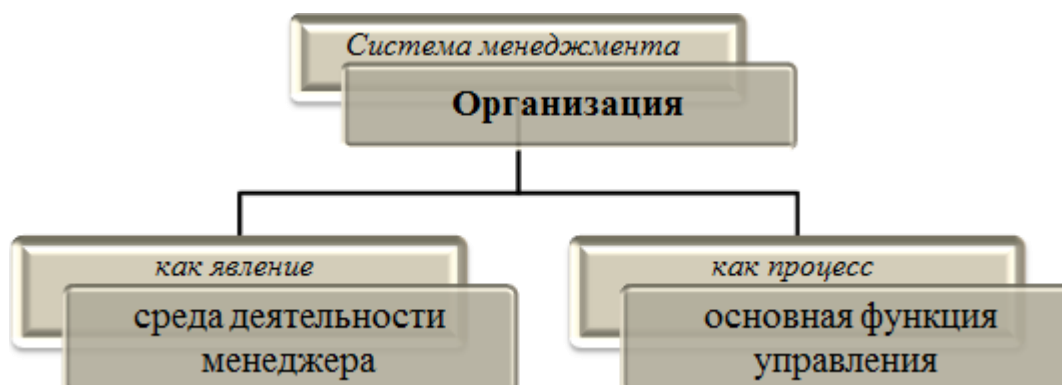 Система менеджмента
Организация
как явление
среда деятельности
менеджера
как процесс
основная функция
управления